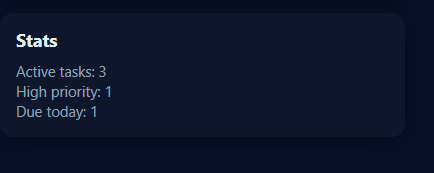 Stats
Active tasks: 3
High priority: 1
Due today: 1